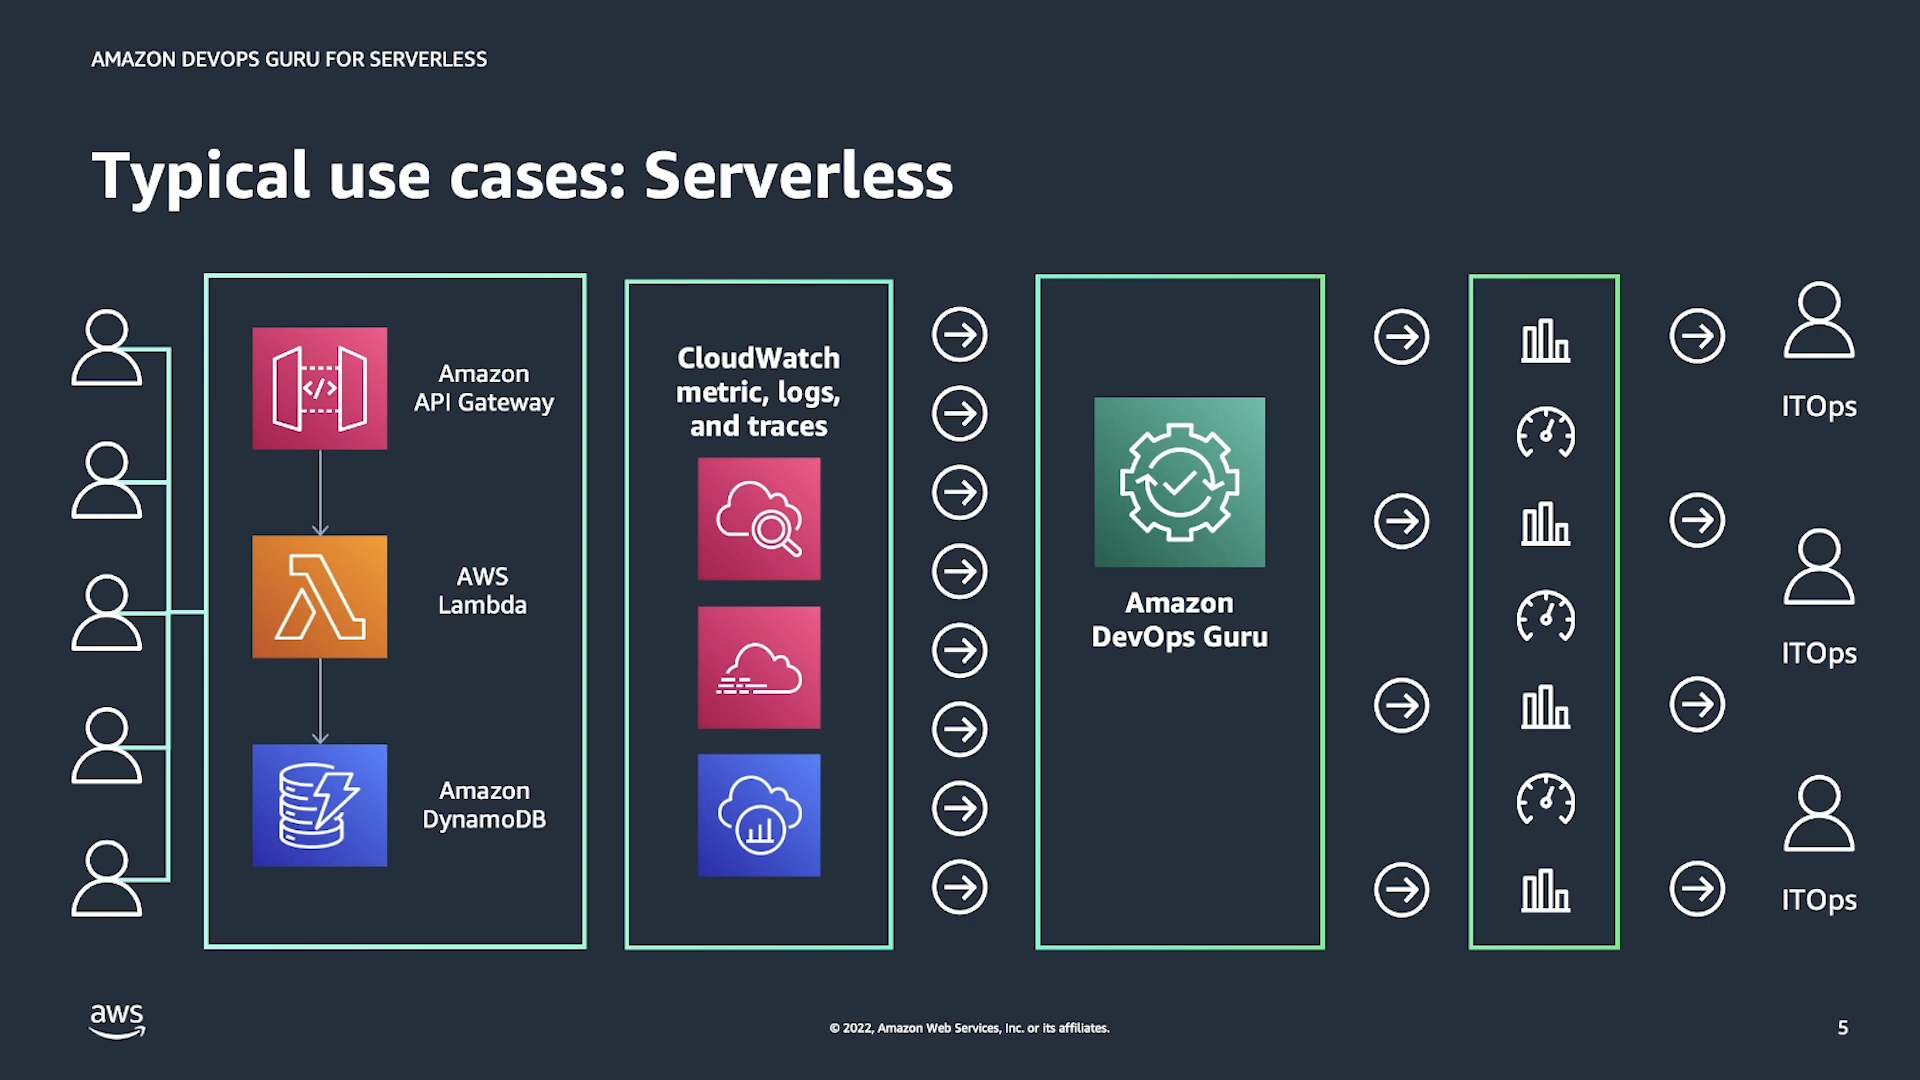 AMAZON DEVOPS GURU FOR SERVERLESS
Typical use cases: Serverless
Amazon
API Gateway
</>
AWS
Lambda
Amazon
DynamoDB
CloudWatch
metric, logs,
and traces
Amazon
DevOps Guru
ITOps
ITOps
ITOps
aws
© 2022, Amazon Web Services, Inc. or its affiliates.
5